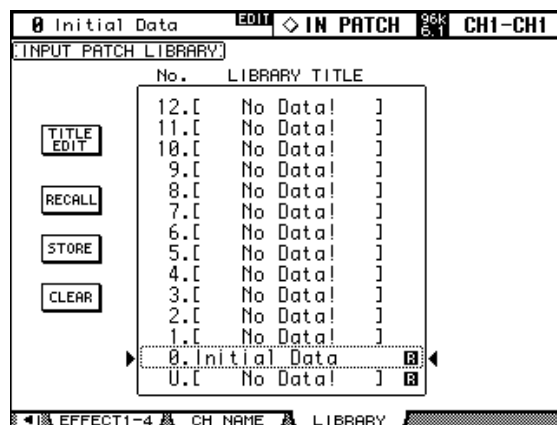 0 Initial Data EDIT ◇ IN PATCH 96k 6.1 CH1-CH1
INPUT PATCH LIBRARY
No. LIBRARY TITLE
12.[ No Data! ]
11.[ No Data! ]
10.[ No Data! ]
9.[ No Data! ]
8.[ No Data! ]
7.[ No Data! ]
6.[ No Data! ]
5.[ No Data! ]
4.[ No Data! ]
3.[ No Data! ]
2.[ No Data! ]
1.[ No Data! ]
0.Initial Data R
U.[ No Data! ] R
TITLE
EDIT
RECALL
STORE
CLEAR
EFFECT1-4 CH NAME LIBRARY